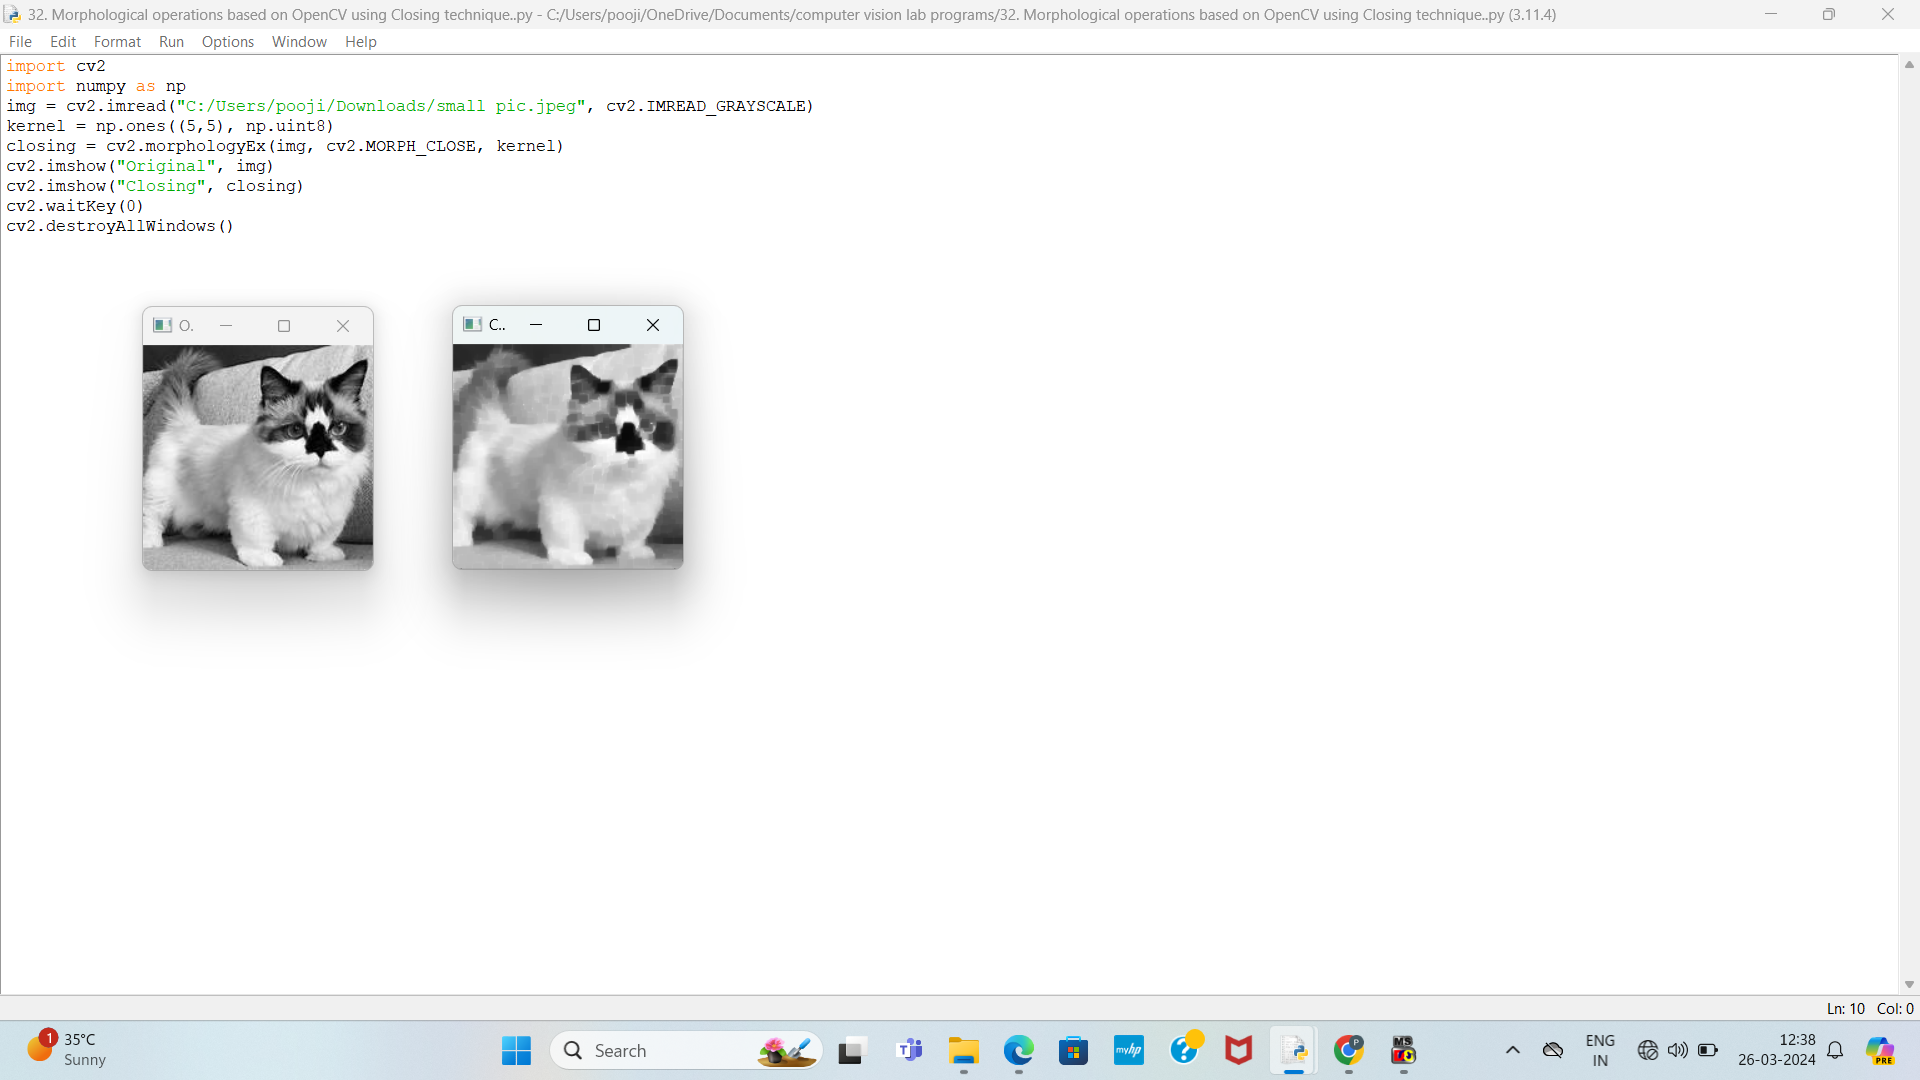 32. Morphological operations based on OpenCV using Closing technique..py - C:/Users/pooji/OneDrive/Documents/computer vision lab programs/32. Morphological operations based on OpenCV using Closing technique..py (3.11.4)
File Edit Format Run Options Window Help
import cv2
import numpy as np
img = cv2.imread("C:/Users/pooji/Downloads/small pic.jpeg", cv2.IMREAD_GRAYSCALE)
kernel = np.ones((5,5), np.uint8)
closing = cv2.morphologyEx(img, cv2.MORPH_CLOSE, kernel)
cv2.imshow("Original", img)
cv2.imshow("Closing", closing)
cv2.waitKey(0)
cv2.destroyAllWindows()
O.
C..
Ln: 10 Col: 0
1
35°C
Sunny
Search
T
myhp
?
P
MS
ENG
IN
12:38
26-03-2024
PRE